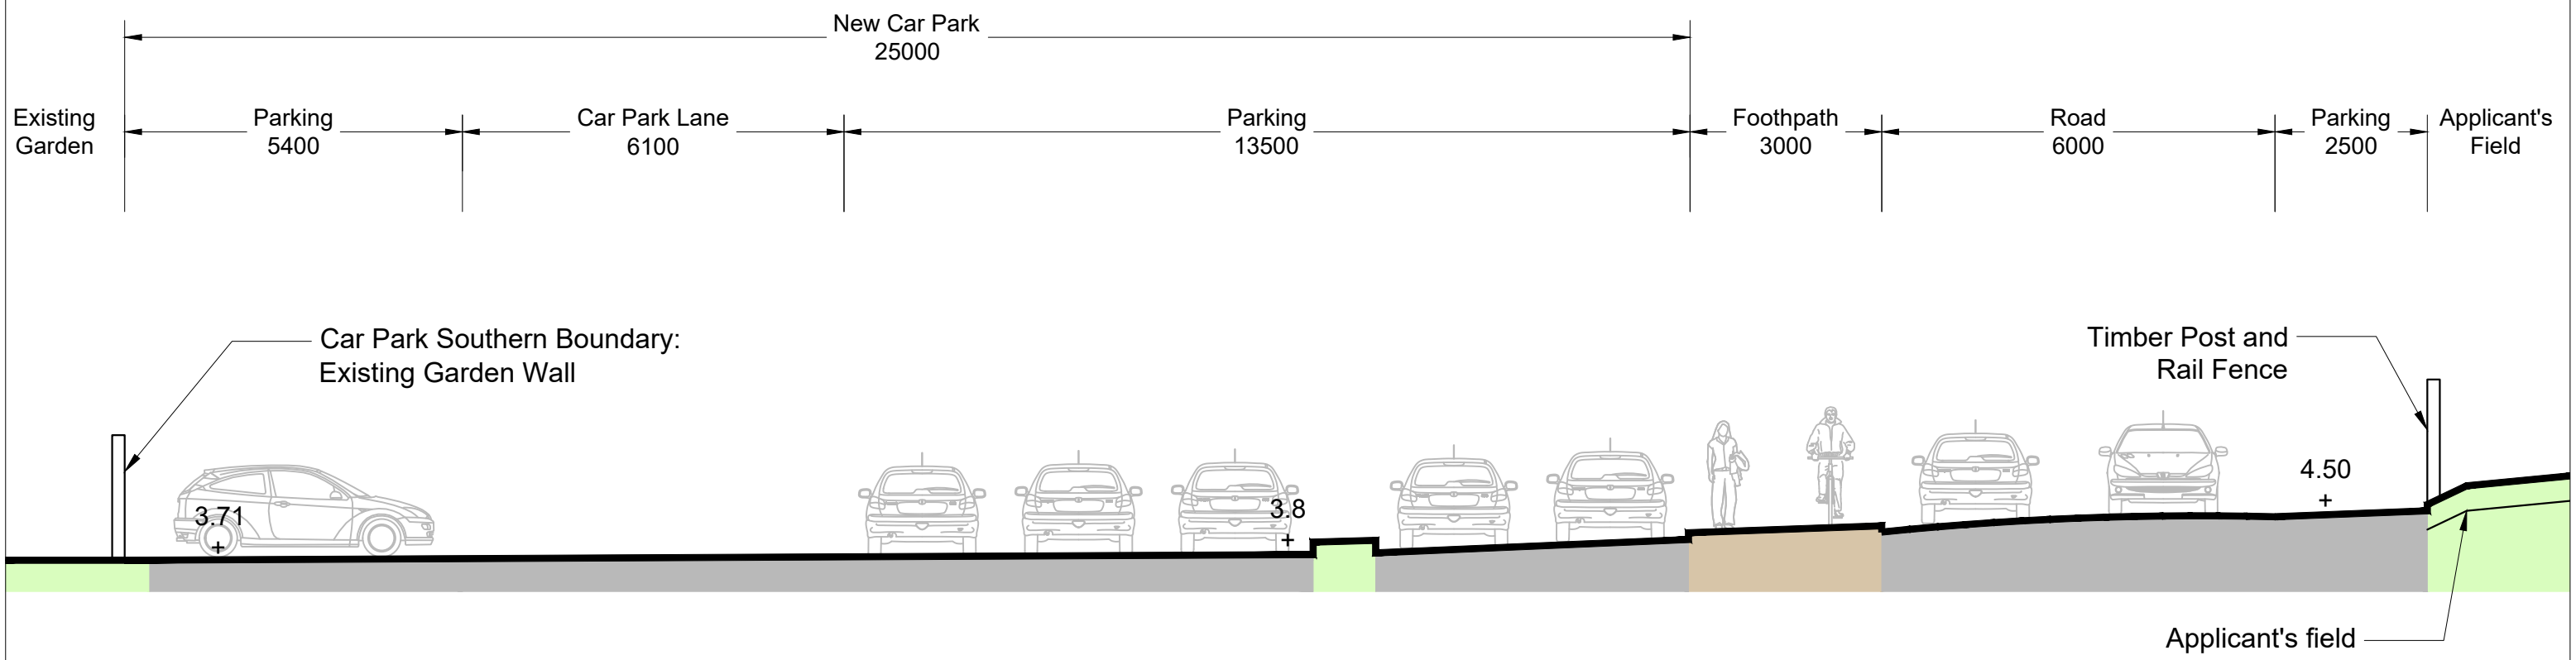 New Car Park
25000
Existing
Garden
Parking
5400
Car Park Lane
6100
Parking
13500
Foothpath
3000
Road
6000
Parking
2500
Applicant's
Field
Car Park Southern Boundary:
Existing Garden Wall
Timber Post and
Rail Fence
3.71
3.8
4.50
Applicant's field